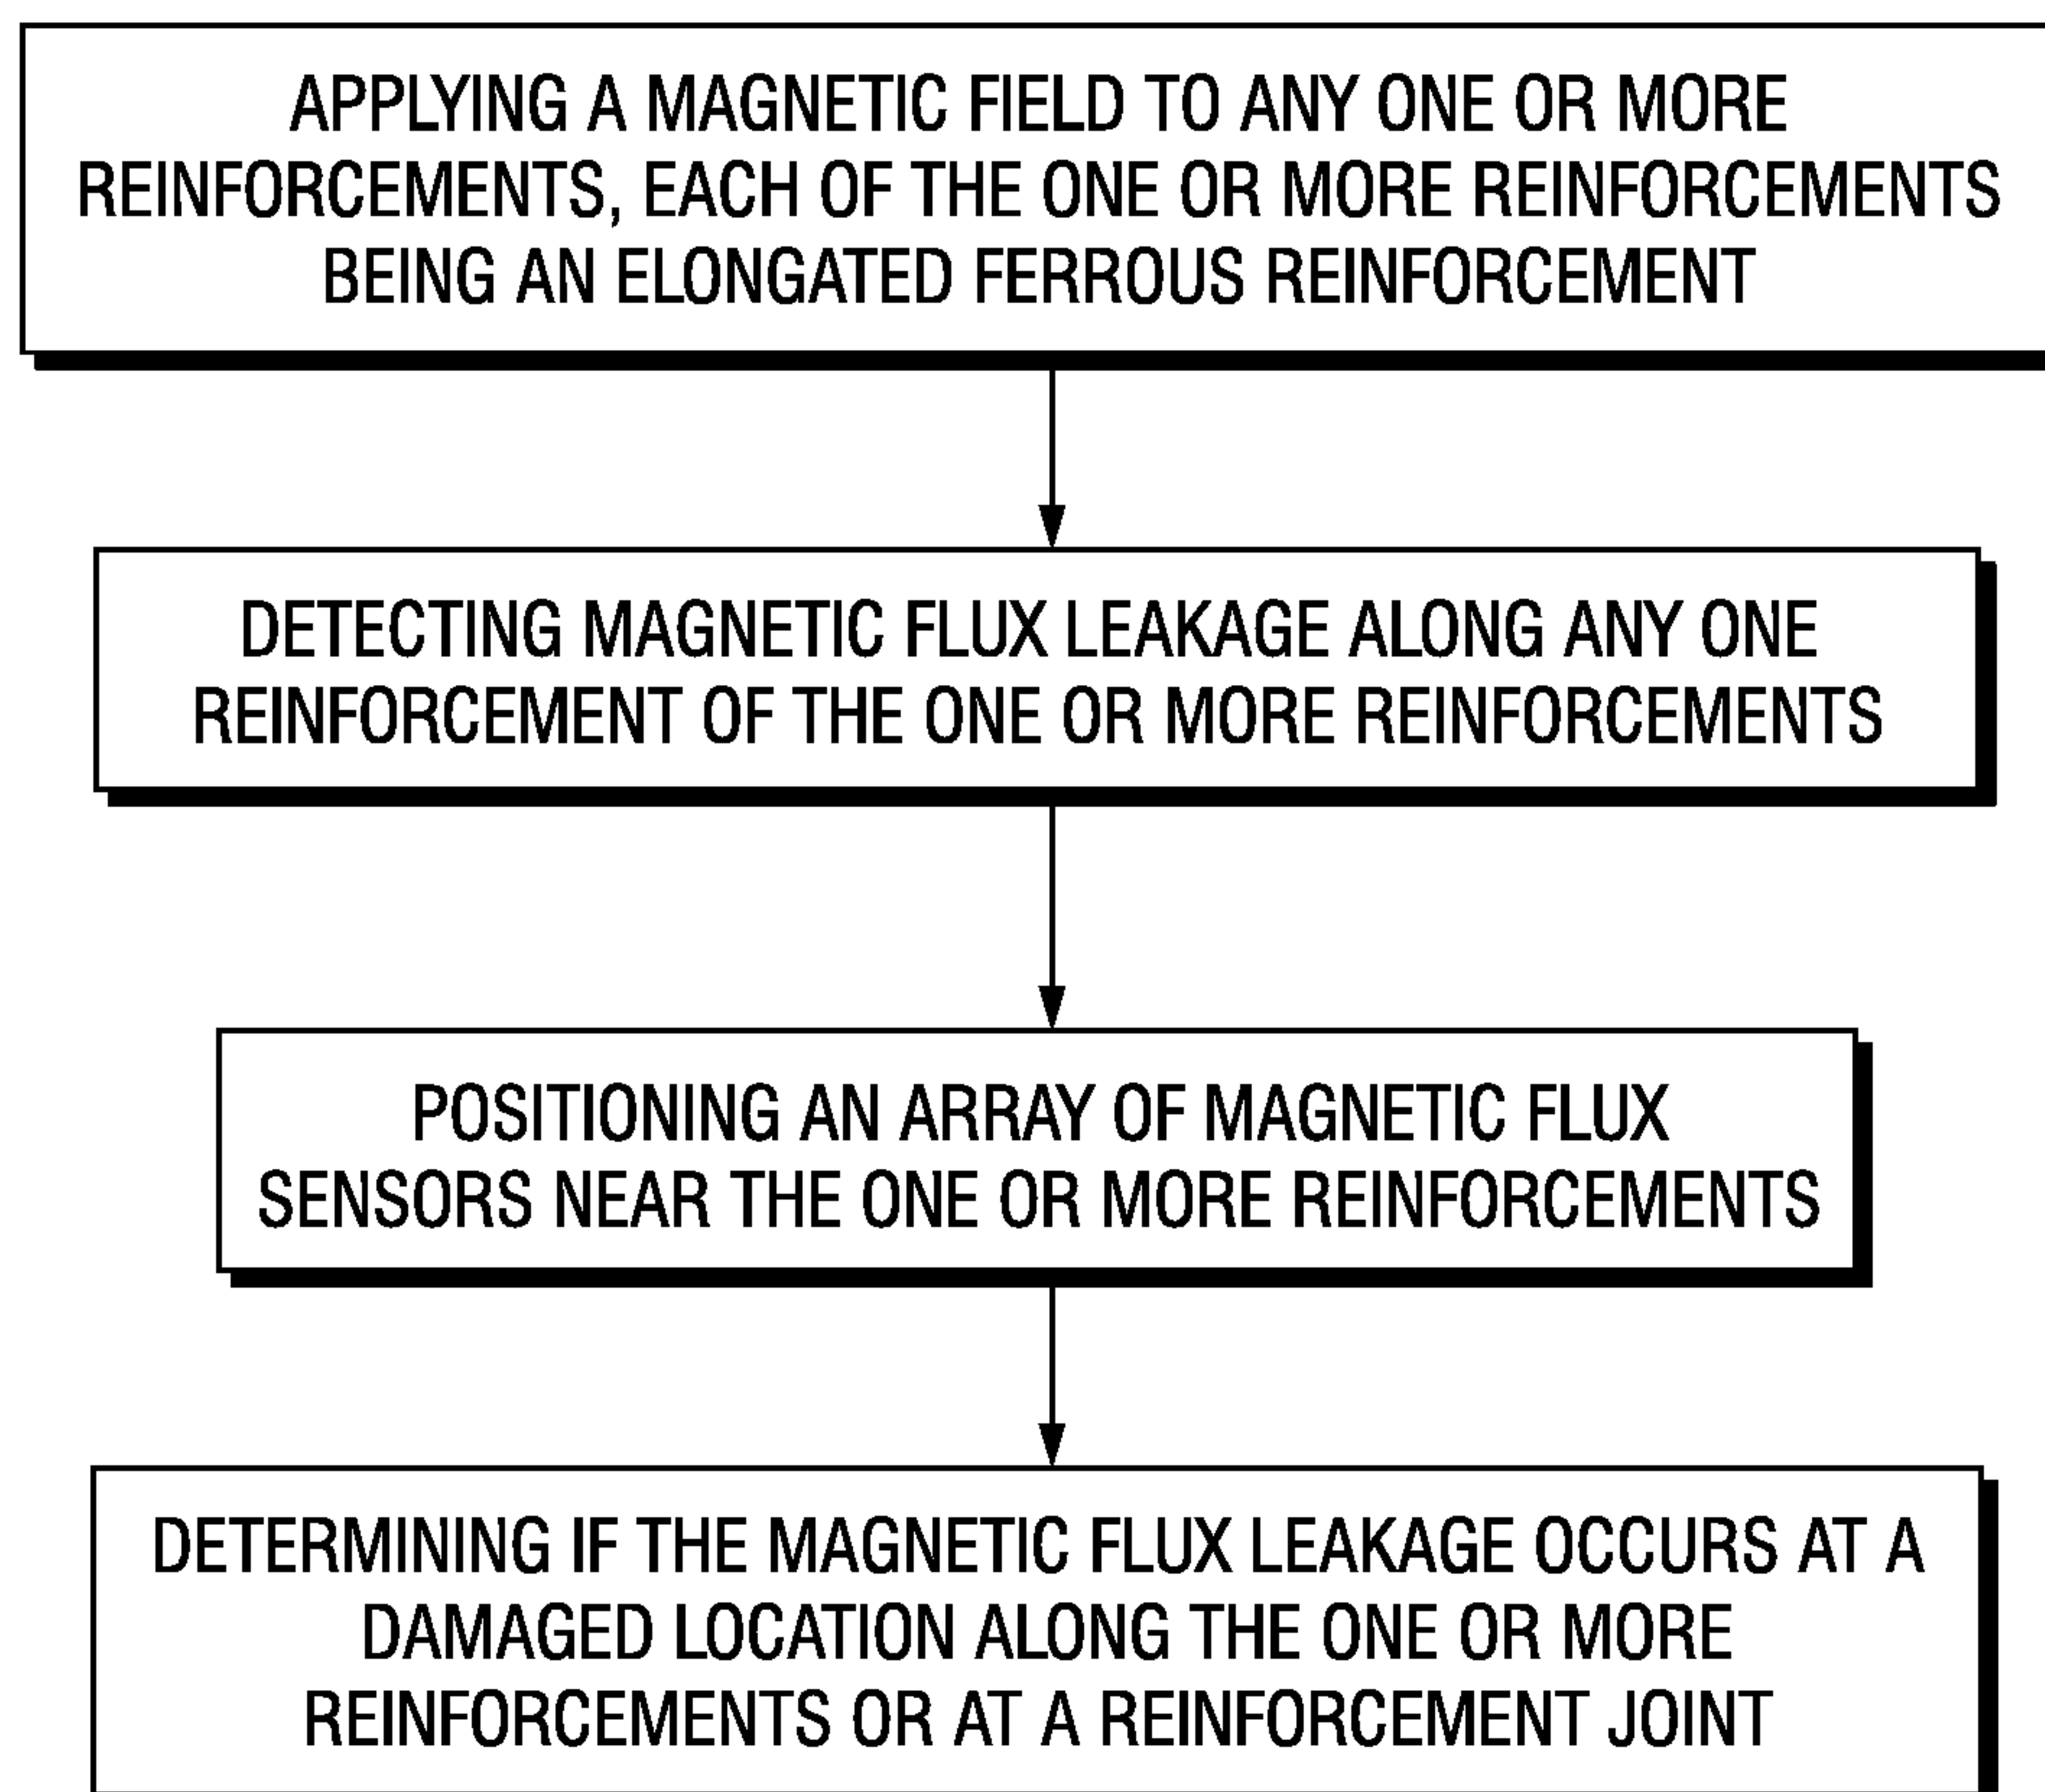 APPLYING A MAGNETIC FIELD TO ANY ONE OR MORE
REINFORCEMENTS, EACH OF THE ONE OR MORE REINFORCEMENTS
BEING AN ELONGATED FERROUS REINFORCEMENT
DETECTING MAGNETIC FLUX LEAKAGE ALONG ANY ONE
REINFORCEMENT OF THE ONE OR MORE REINFORCEMENTS
POSITIONING AN ARRAY OF MAGNETIC FLUX
SENSORS NEAR THE ONE OR MORE REINFORCEMENTS
DETERMINING IF THE MAGNETIC FLUX LEAKAGE OCCURS AT A
DAMAGED LOCATION ALONG THE ONE OR MORE
REINFORCEMENTS OR AT A REINFORCEMENT JOINT